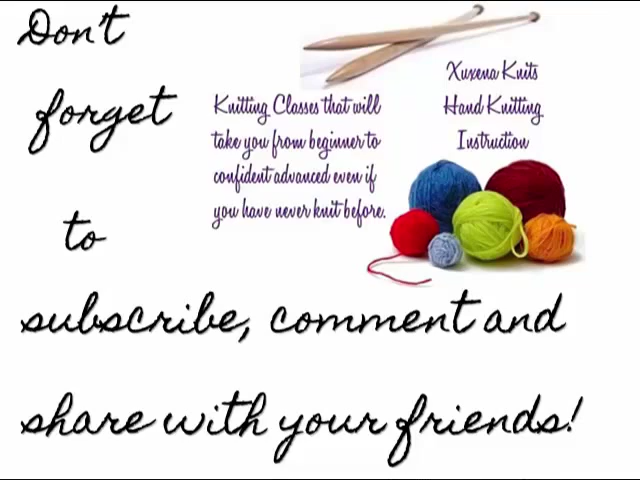 Don't
forget
to
subscribe, comment and
share with your friends!
Knitting Classes that will
take you from beginner to
confident advanced even if
you have never knit before.
Xuxena Knits
Hand Knitting
Instruction